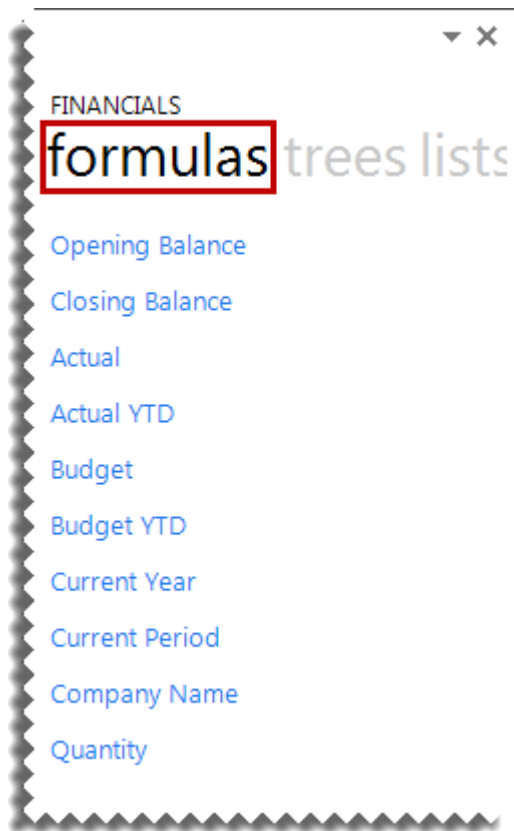 FINANCIALS
formulas trees lists
Opening Balance
Closing Balance
Actual
Actual YTD
Budget
Budget YTD
Current Year
Current Period
Company Name
Quantity